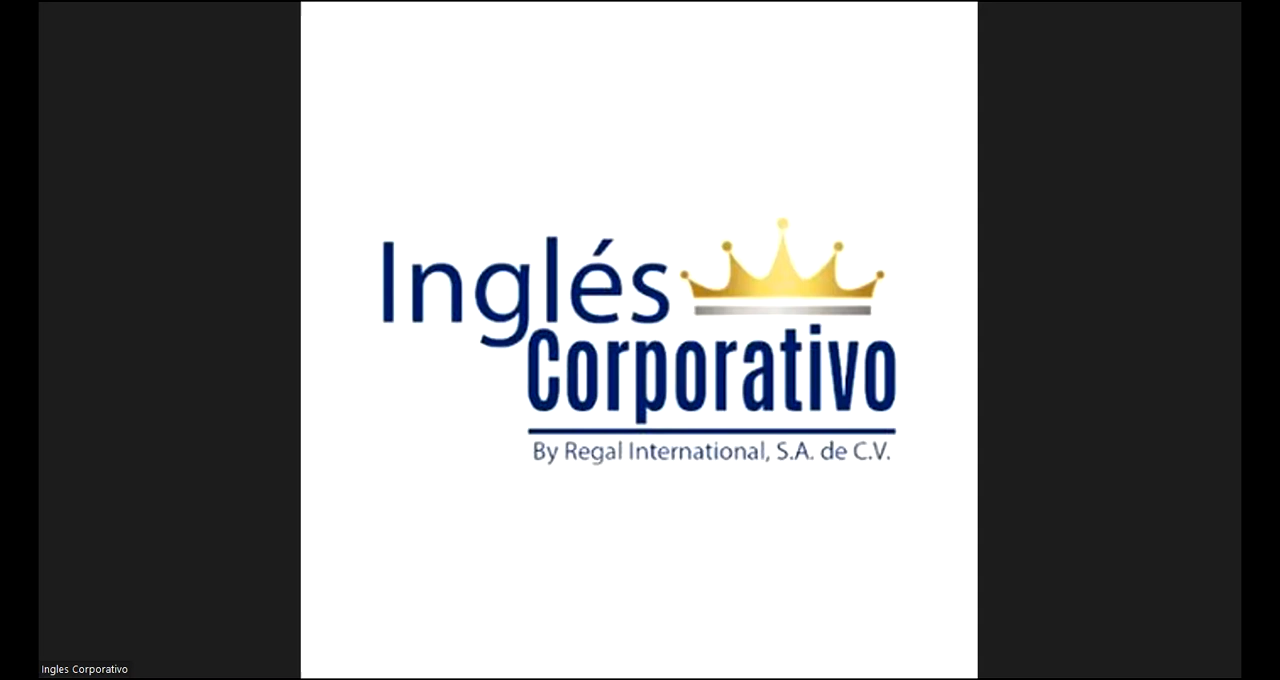 Inglés
Corporativo
By Regal International, S.A. de C.V.
Ingles Corporativo